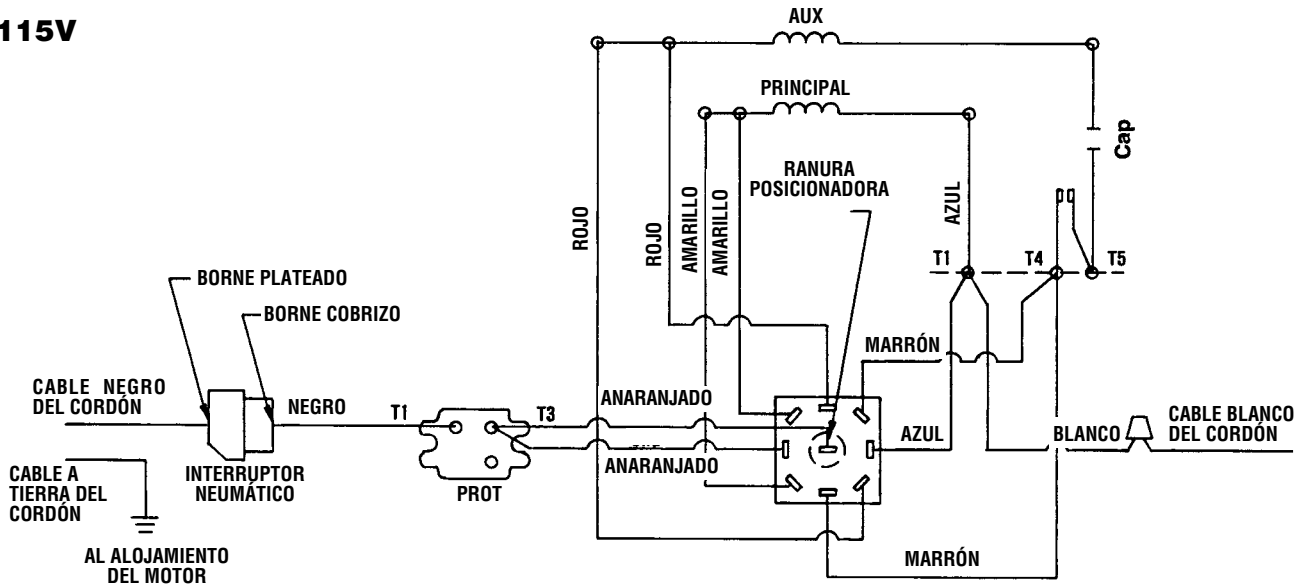 115V
AUX
PRINCIPAL
Cap
RANURA
POSICIONADORA
ROJO
ROJO
AMARILLO
AMARILLO
AZUL
T1
T4
T5
BORNE PLATEADO
BORNE COBRIZO
MARRÓN
CABLE NEGRO
DEL CORDÓN
NEGRO
T1
T3
ANARANJADO
AZUL
BLANCO
CABLE BLANCO
DEL CORDÓN
ANARANJADO
CABLE A
TIERRA DEL
CORDÓN
INTERRUPTOR
NEUMÁTICO
PROT
AL ALOJAMIENTO
DEL MOTOR
MARRÓN